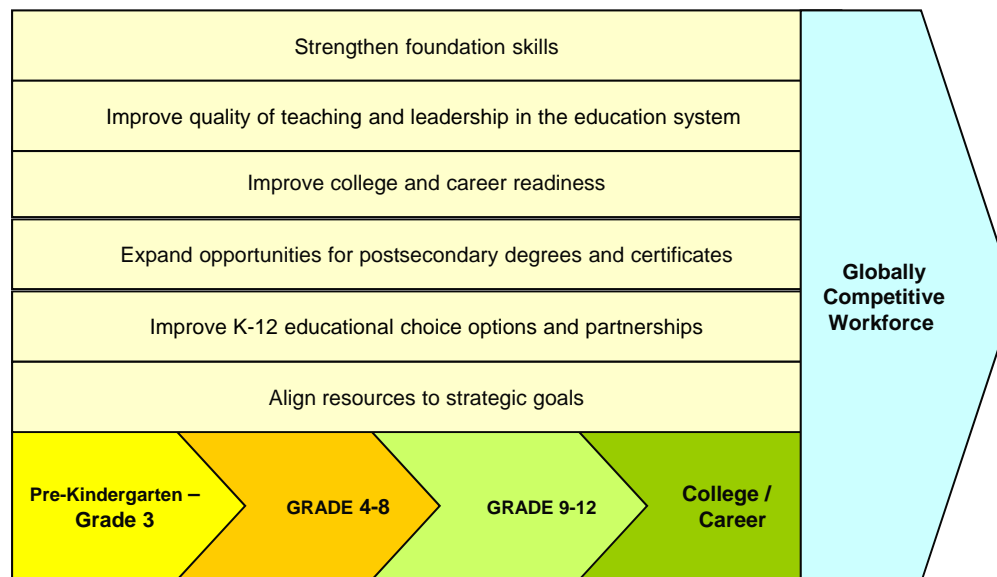 Strengthen foundation skills
Improve quality of teaching and leadership in the education system
Improve college and career readiness
Expand opportunities for postsecondary degrees and certificates
Improve K-12 educational choice options and partnerships
Align resources to strategic goals
Globally
Competitive
Workforce
Pre-Kindergarten –
Grade 3
GRADE 4-8
GRADE 9-12
College /
Career